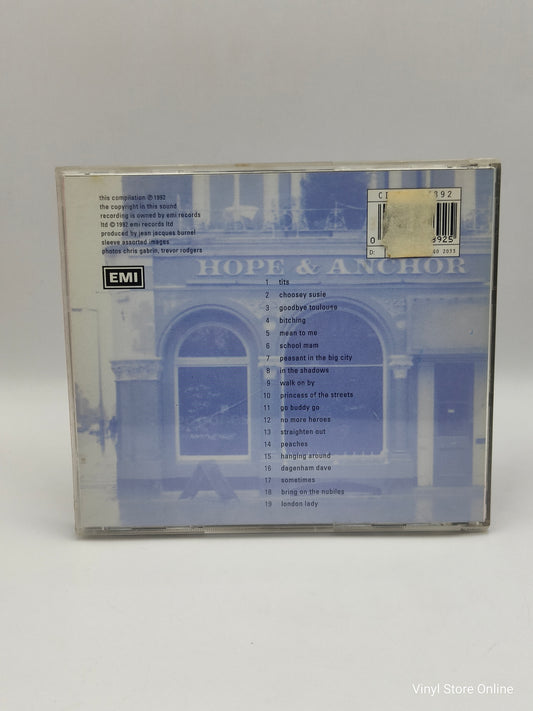 this compilation ℗ 1992
the copyright in this sound
recording is owned by emi records
ltd © 1992 emi records ltd
produced by jean jacques burnel
sleeve assorted images
photos chris gabrin, trevor rodgers
EMI
HOPE & ANCHOR
1 tits
2 choosey susie
3 goodbye toulouse
4 bitching
5 mean to me
6 school mam
7 peasant in the big city
8 in the shadows
9 walk on by
10 princess of the streets
11 go buddy go
12 no more heroes
13 straighten out
14 peaches
15 hanging around
16 dagenham dave
17 sometimes
18 bring on the nubiles
19 london lady
Vinyl Store Online